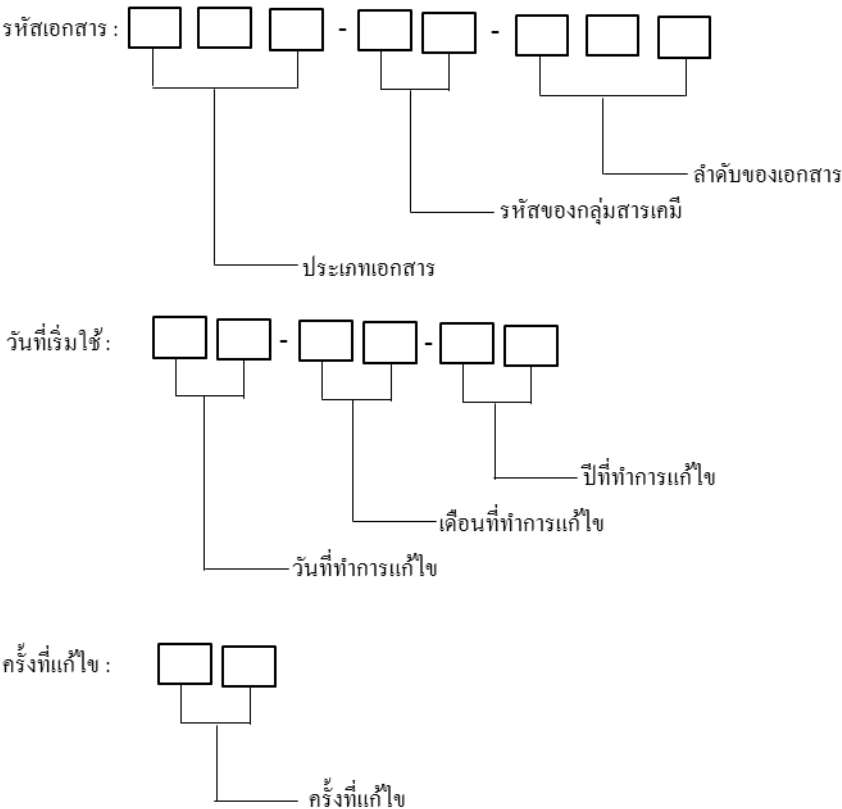 รหัสเอกสาร : - -
ลำดับของเอกสาร
รหัสของกลุ่มสารเคมี
ประเภทเอกสาร
วันที่เริ่มใช้ : - -
ปีที่ทำการแก้ไข
เดือนที่ทำการแก้ไข
วันที่ทำการแก้ไข
ครั้งที่แก้ไข :
ครั้งที่แก้ไข